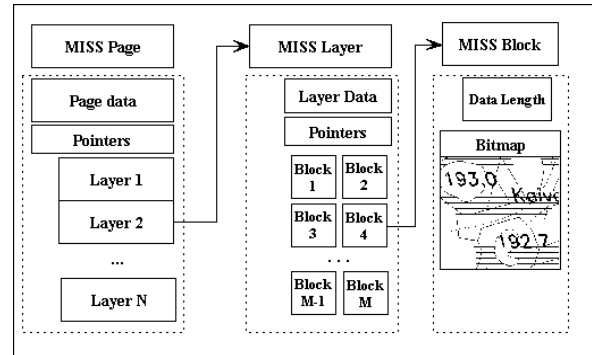 MISS Page
Page data
Pointers
Layer 1
Layer 2
...
Layer N
MISS Layer
Layer Data
Pointers
Block 1
Block 2
Block 3
Block 4
...
Block M-1
Block M
MISS Block
Data Length
Bitmap
193,0
192,7